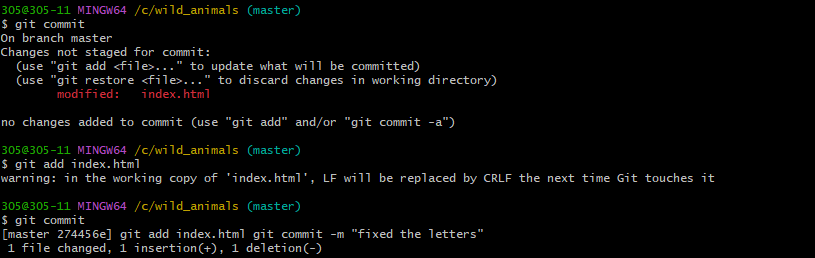 305@305-11 MINGW64 /c/wild_animals (master)
$ git commit
On branch master
Changes not staged for commit:
  (use "git add <file>..." to update what will be committed)
  (use "git restore <file>..." to discard changes in working directory)
        modified:   index.html

no changes added to commit (use "git add" and/or "git commit -a")

305@305-11 MINGW64 /c/wild_animals (master)
$ git add index.html
warning: in the working copy of 'index.html', LF will be replaced by CRLF the next time Git touches it

305@305-11 MINGW64 /c/wild_animals (master)
$ git commit
[master 274456e] git add index.html git commit -m "fixed the letters"
 1 file changed, 1 insertion(+), 1 deletion(-)